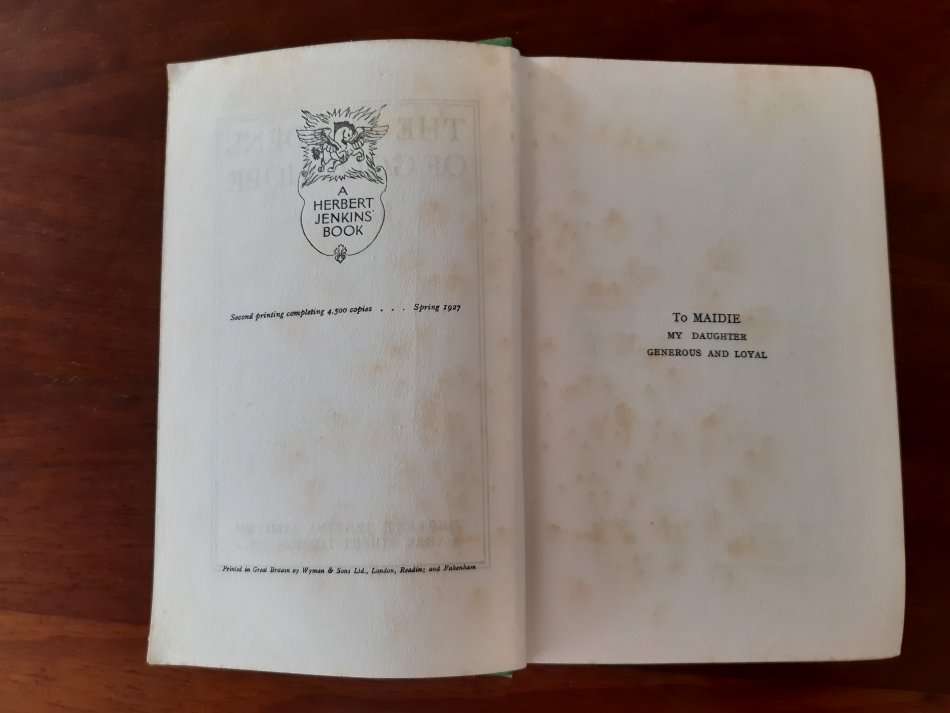 A
HERBERT
JENKINS'
BOOK
Second printing completing 4,500 copies . . . Spring 1927
Printed in Great Britain by Wyman & Sons Ltd., London, Reading and Fakenham
To MAIDIE
MY DAUGHTER
GENEROUS AND LOYAL